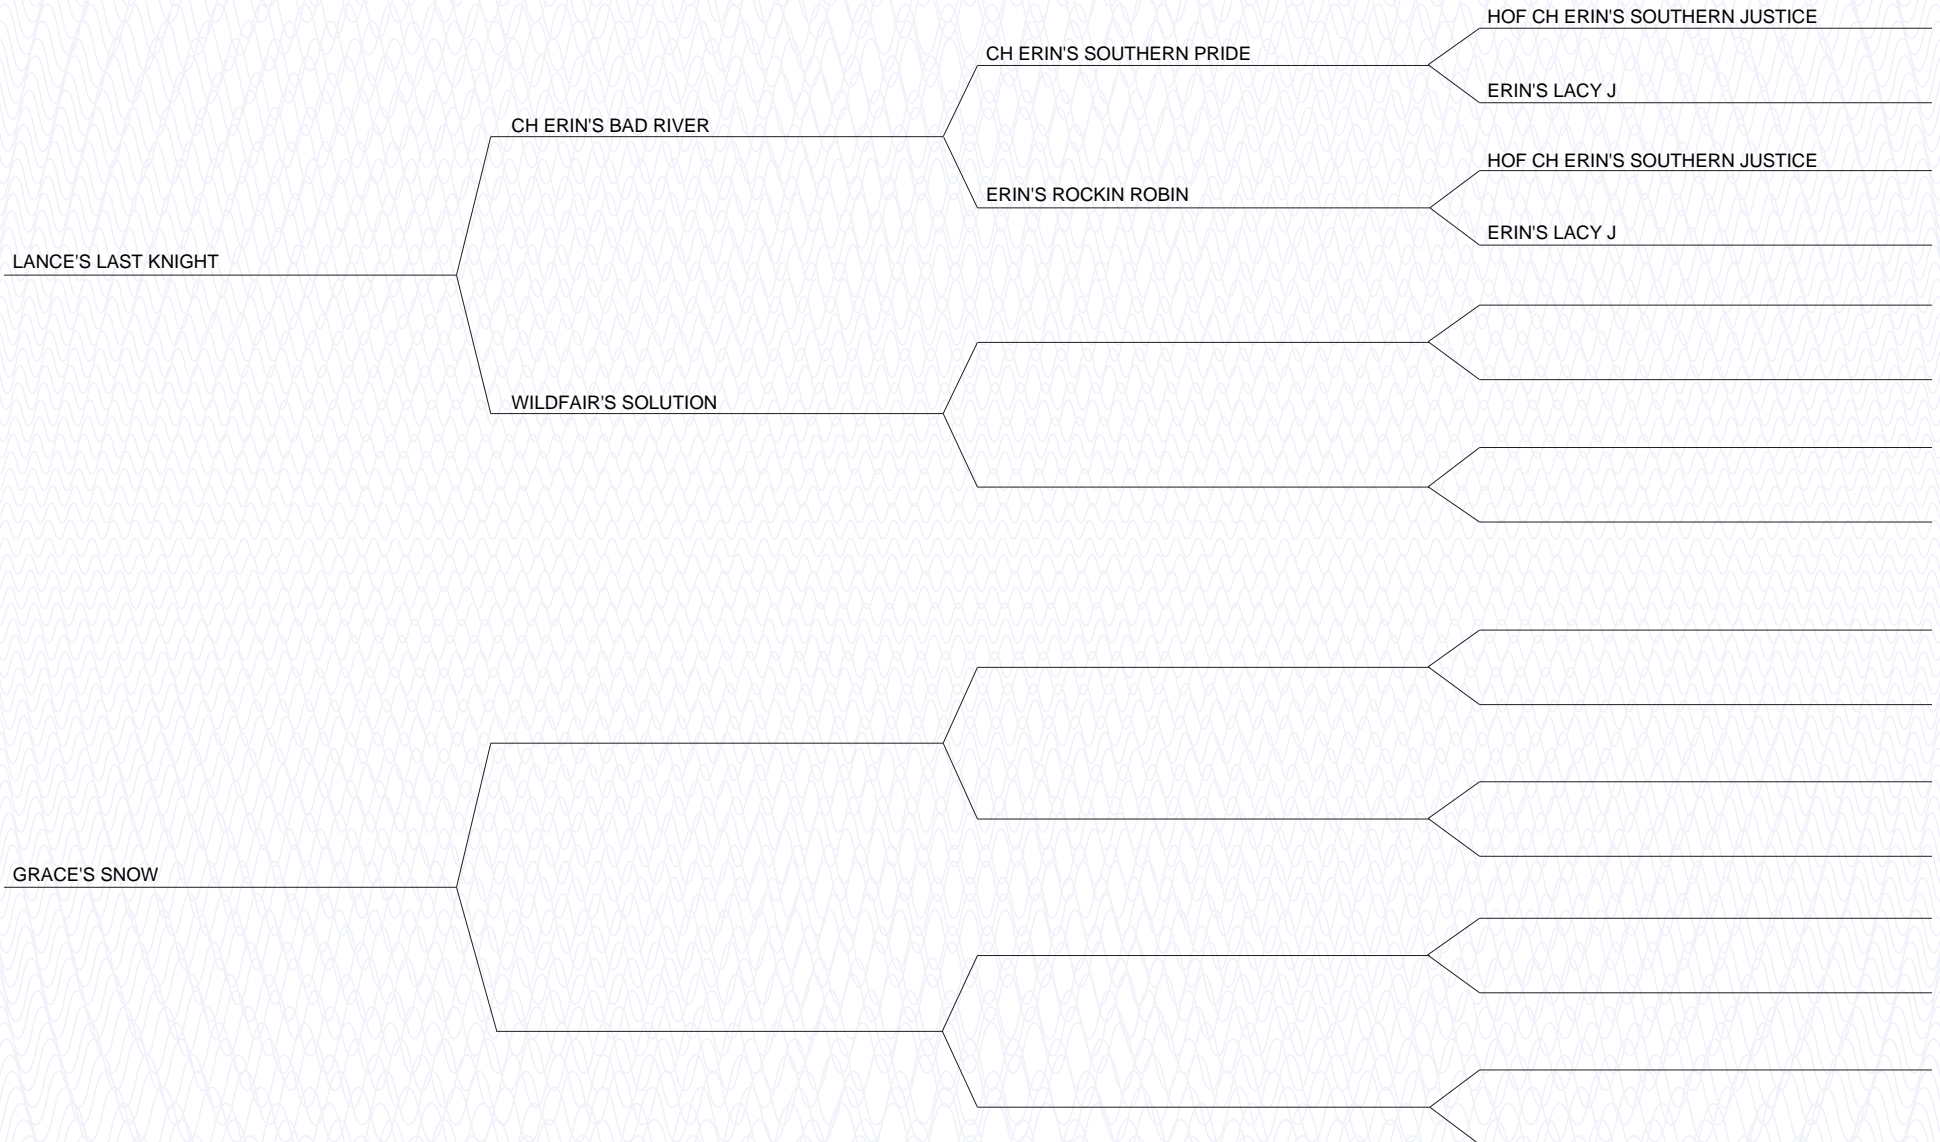 HOF CH ERIN'S SOUTHERN JUSTICE
CH ERIN'S SOUTHERN PRIDE
ERIN'S LACY J
CH ERIN'S BAD RIVER
HOF CH ERIN'S SOUTHERN JUSTICE
ERIN'S ROCKIN ROBIN
ERIN'S LACY J
LANCE'S LAST KNIGHT
WILDFAIR'S SOLUTION
GRACE'S SNOW